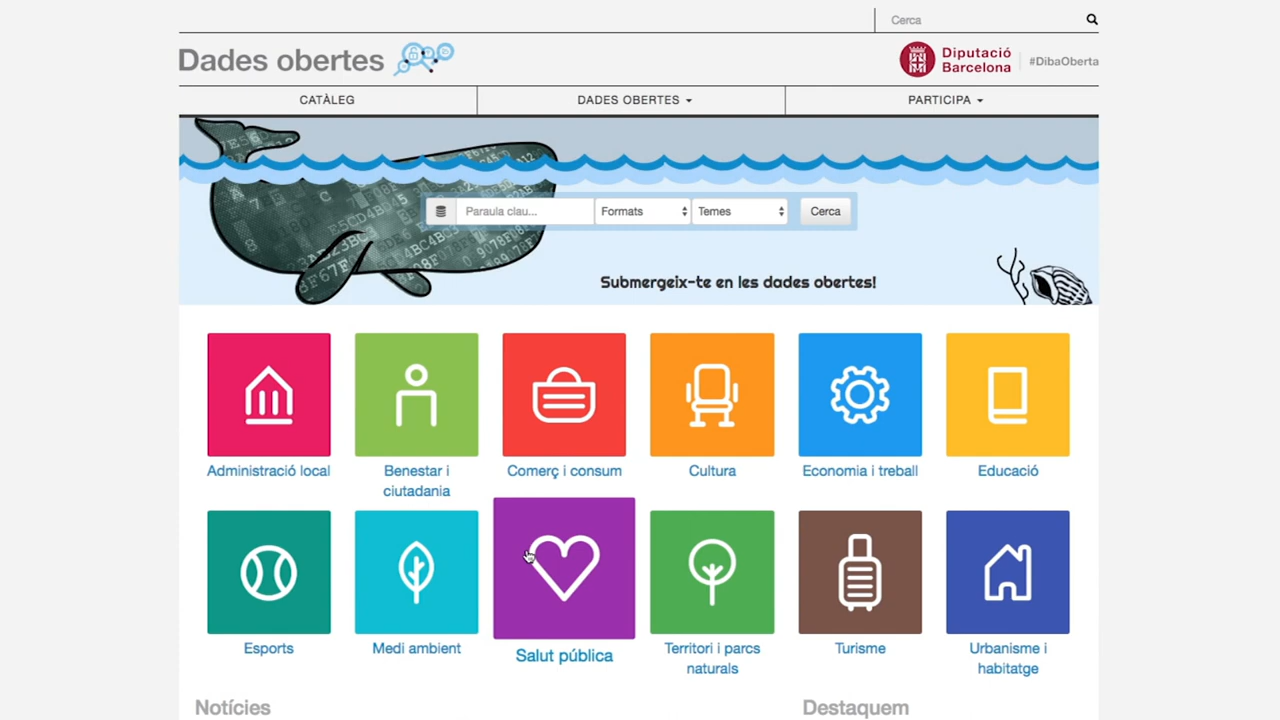 Cerca
Dades obertes
Diputació
Barcelona
#DibaOberta
CATÀLEG
DADES OBERTES
PARTICIPA
Paraula clau...
Formats
Temes
Cerca
Submergeix-te en les dades obertes!
Administració local
Benestar i
ciutadania
Comerç i consum
Cultura
Economia i treball
Educació
Esports
Medi ambient
Salut pública
Territori i parcs
naturals
Turisme
Urbanisme i
habitatge
Notícies
Destaquem